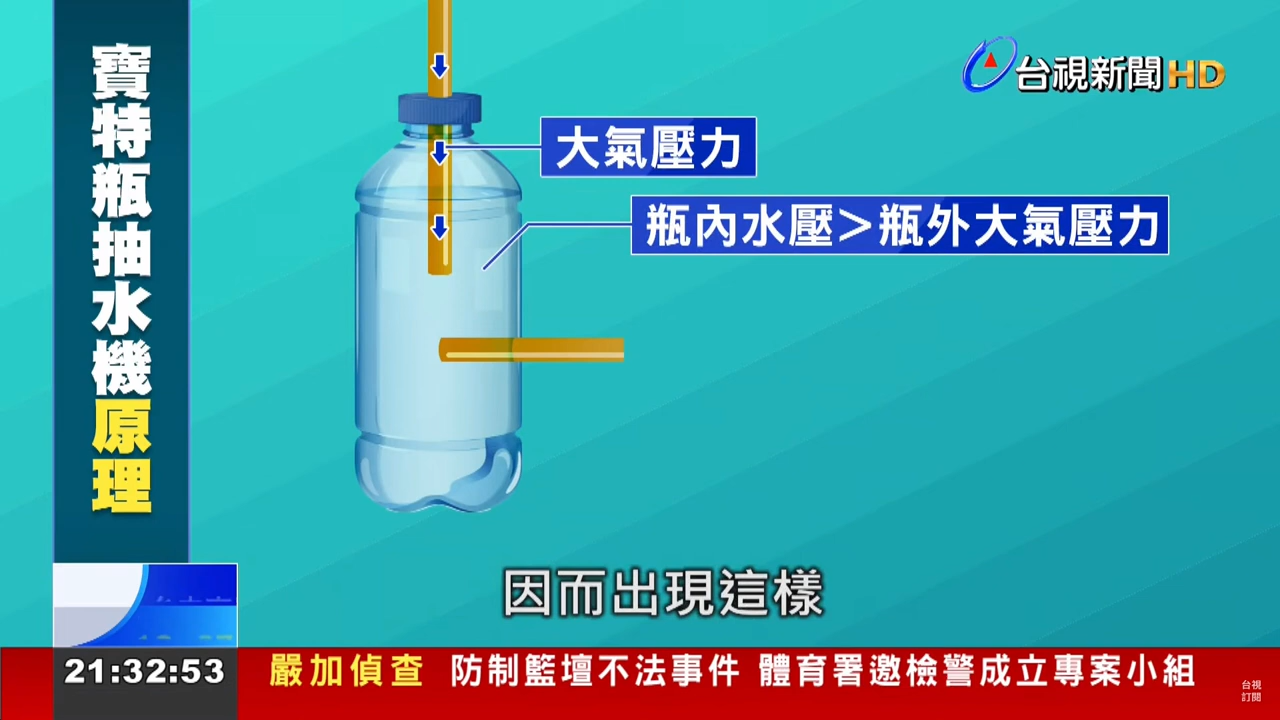 寶特瓶抽水機原理
台視新聞HD
大氣壓力
瓶內水壓>瓶外大氣壓力
因而出現這樣
21:32:53
嚴加偵查 防制籃壇不法事件 體育署邀檢警成立專案小組
台視
訂閱